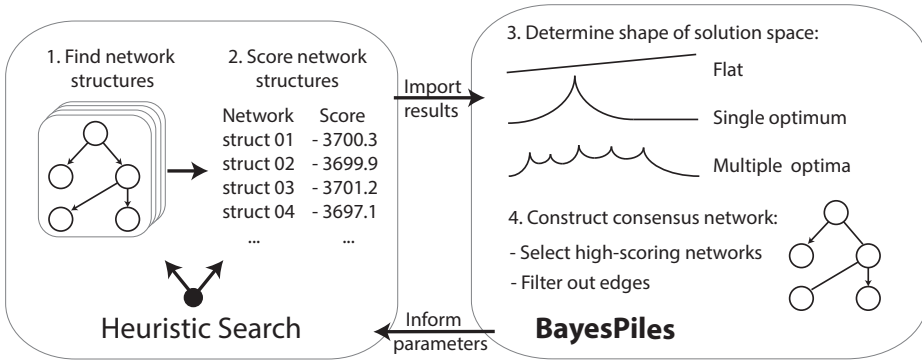 1. Find network
structures
2. Score network
structures
Network Score
struct 01 - 3700.3
struct 02 - 3699.9
struct 03 - 3701.2
struct 04 - 3697.1
... ...
Heuristic Search
Import
results
Inform
parameters
3. Determine shape of solution space:
Flat
Single optimum
Multiple optima
4. Construct consensus network:
- Select high-scoring networks
- Filter out edges
BayesPiles